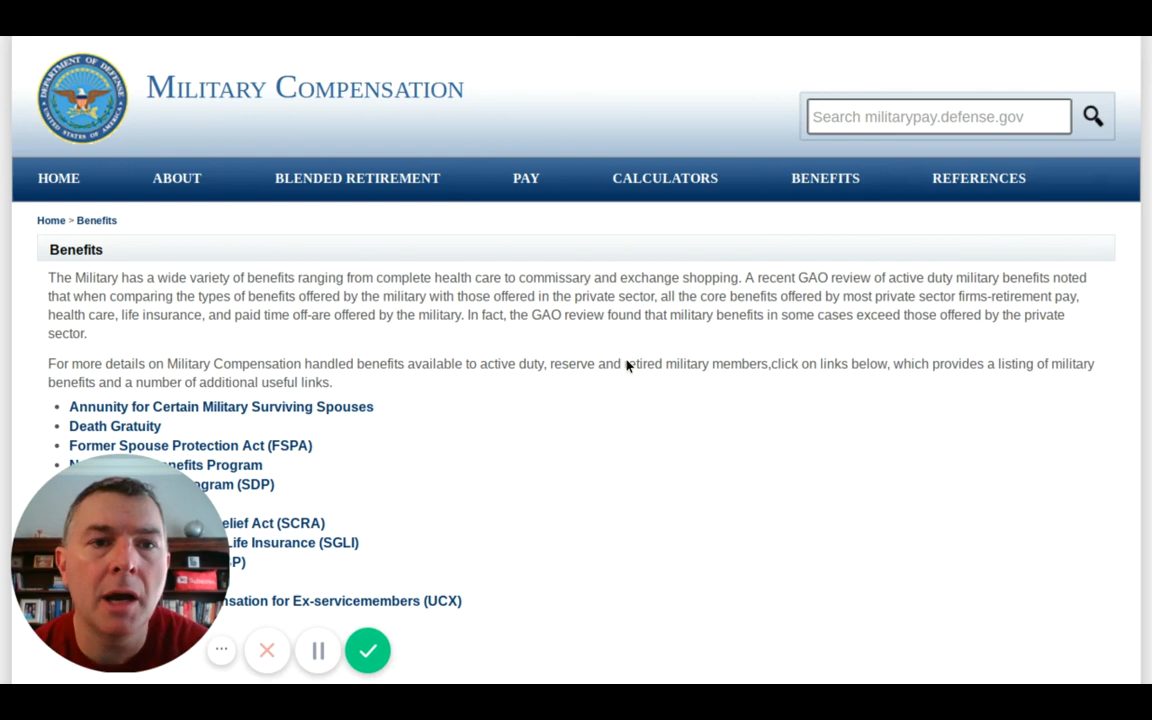 DEPARTMENT OF DEFENSE
UNITED STATES OF AMERICA
MILITARY COMPENSATION
Search militarypay.defense.gov
HOME ABOUT BLENDED RETIREMENT PAY CALCULATORS BENEFITS REFERENCES
Home > Benefits
Benefits
The Military has a wide variety of benefits ranging from complete health care to commissary and exchange shopping. A recent GAO review of active duty military benefits noted
that when comparing the types of benefits offered by the military with those offered in the private sector, all the core benefits offered by most private sector firms-retirement pay,
health care, life insurance, and paid time off-are offered by the military. In fact, the GAO review found that military benefits in some cases exceed those offered by the private
sector.
For more details on Military Compensation handled benefits available to active duty, reserve and retired military members,click on links below, which provides a listing of military
benefits and a number of additional useful links.
Annunity for Certain Military Surviving Spouses
Death Gratuity
Former Spouse Protection Act (FSPA)
Program
(SDP)
Act (SCRA)
Life Insurance (SGLI)
for Ex-servicemembers (UCX)